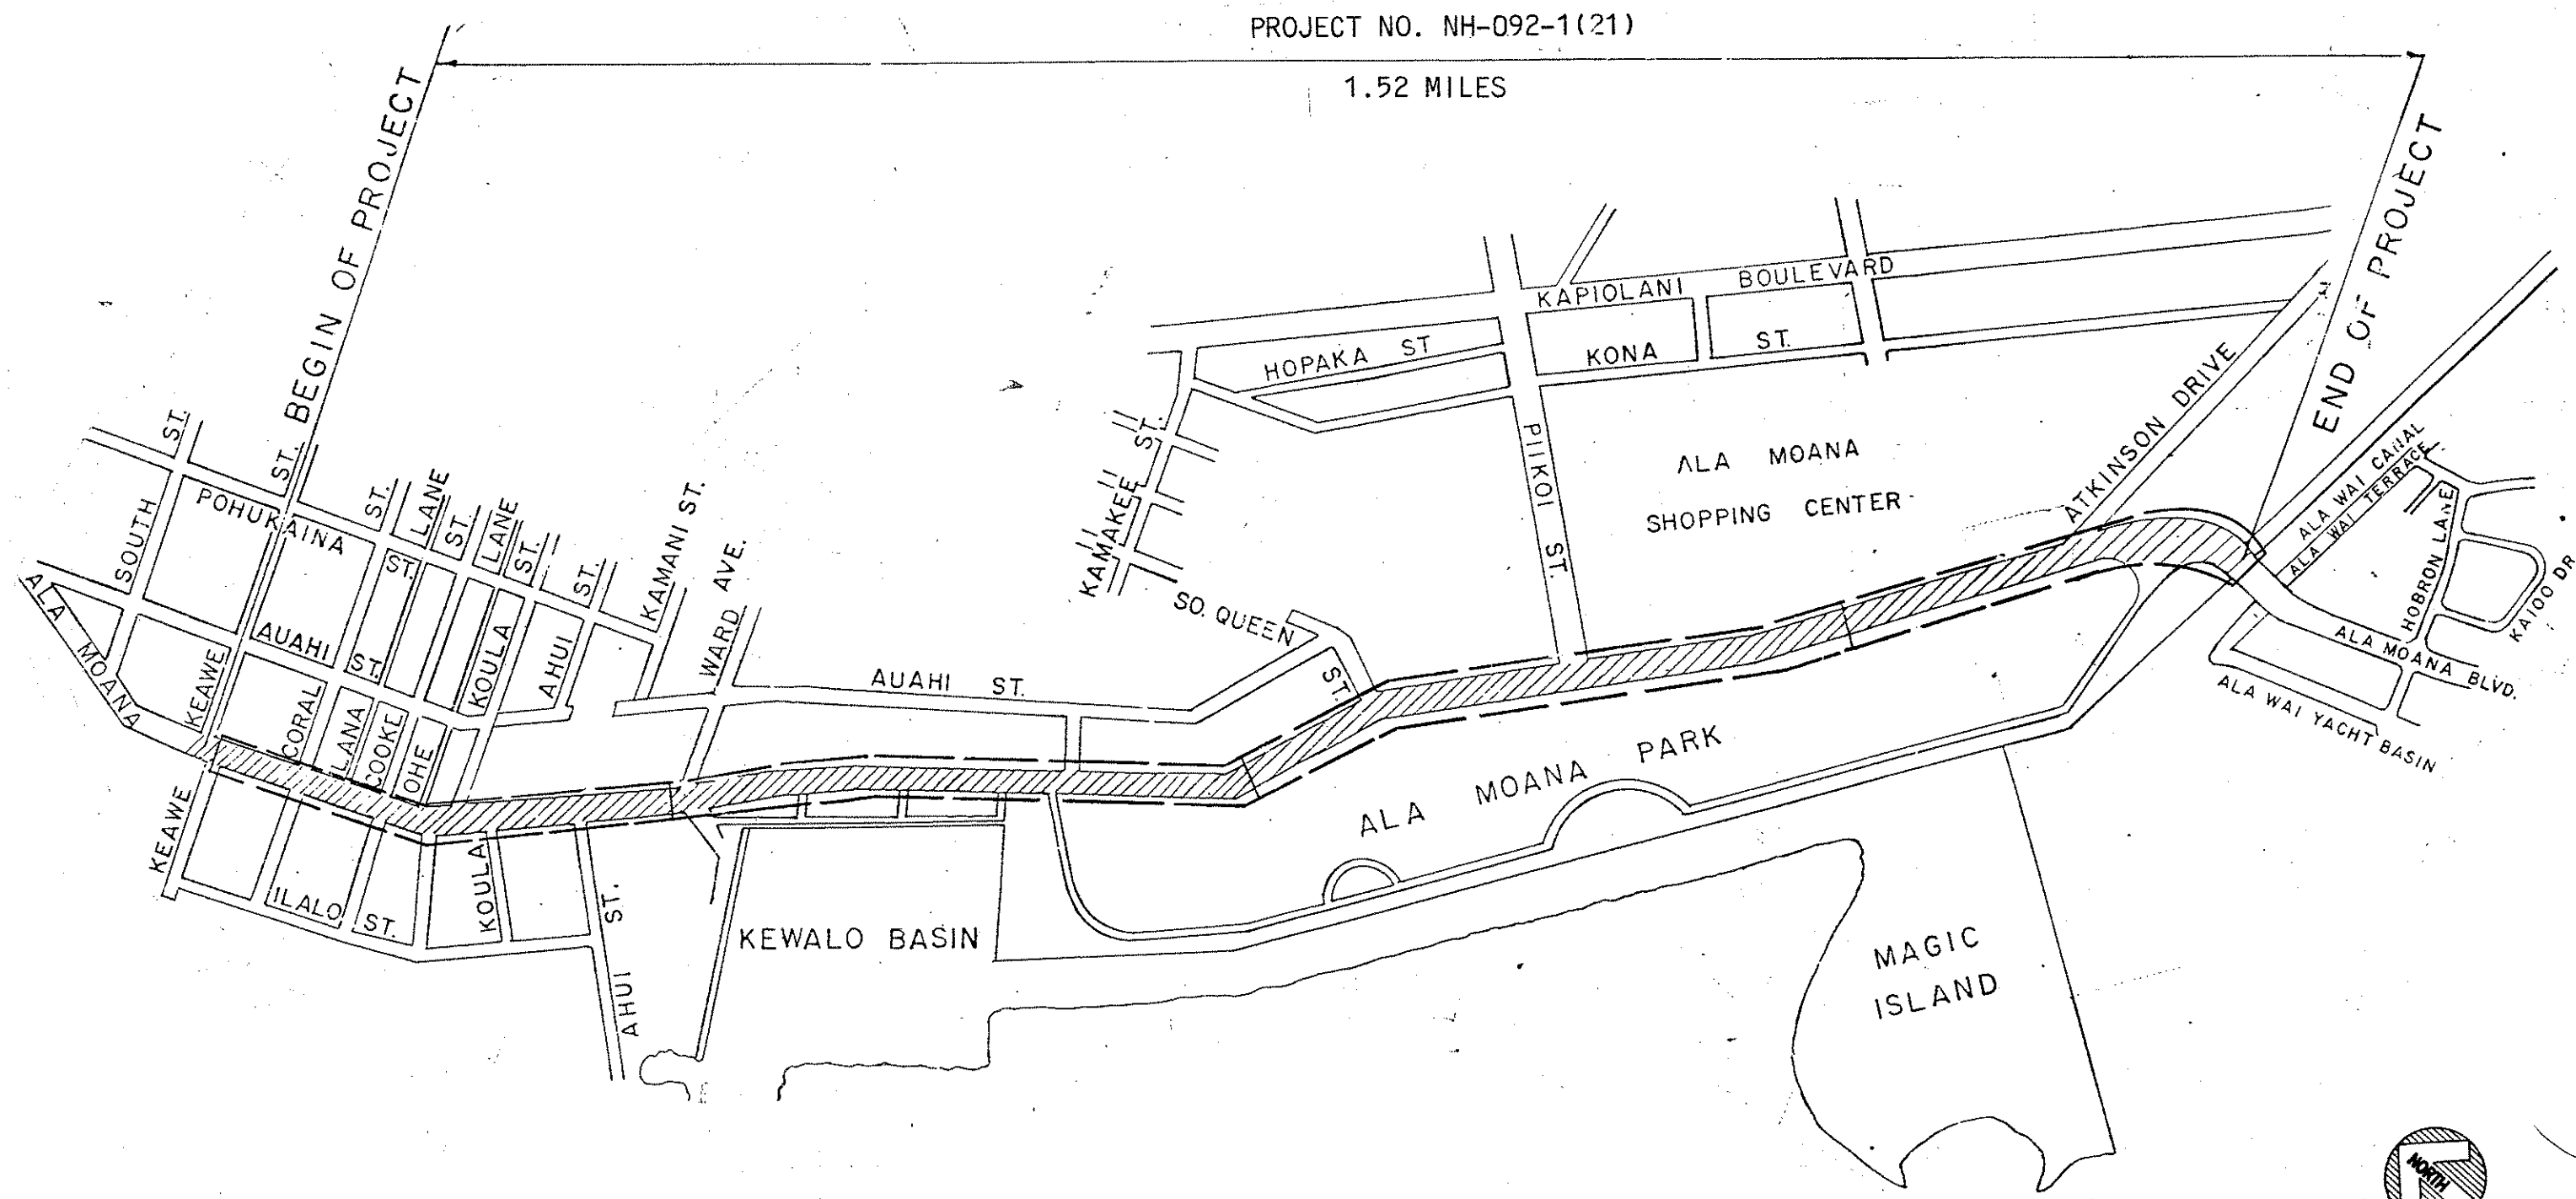 PROJECT NO. NH-092-1(21)
1.52 MILES
BEGIN OF PROJECT
END OF PROJECT
KAPIOLANI BOULEVARD
HOPAKA ST
KONA ST.
ATKINSON DRIVE
PIIKOI ST.
ALA MOANA
SHOPPING CENTER
KAMAKEE ST.
SO. QUEEN ST.
ALA WAI CANAL
ALA WAI TERRACE
HOBRON LANE
KAIOO DR
ALA MOANA BLVD.
ALA WAI YACHT BASIN
SOUTH ST.
POHUKAINA ST.
ST.
ST.
LANE
ST.
LANE
ST.
ST.
KAMANI ST.
WARD AVE.
AUAHI ST.
AUAHI ST.
ALA MOANA
KEAWE
CORAL
LANA
COOKE
OHE
KOULA
AHUI
KEAWE
ILALO ST.
KOULA
AHUI ST.
KEWALO BASIN
ALA MOANA PARK
MAGIC
ISLAND
NORTH